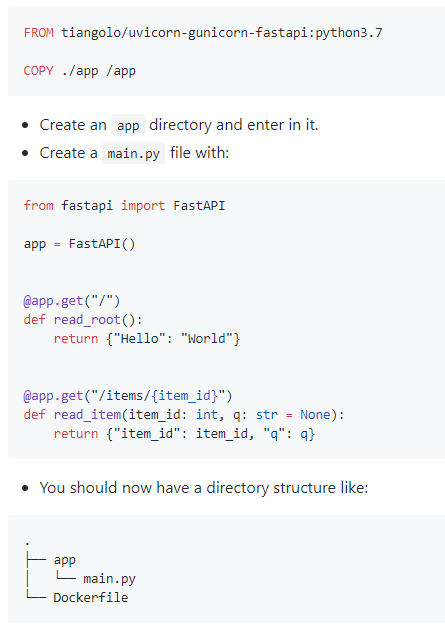 FROM tiangolo/uvicorn-gunicorn-fastapi:python3.7
COPY ./app /app
• Create an app directory and enter in it.
• Create a main.py file with:
from fastapi import FastAPI
app = FastAPI()
@app.get("/")
def read_root():
    return {"Hello": "World"}
@app.get("/items/{item_id}")
def read_item(item_id: int, q: str = None):
    return {"item_id": item_id, "q": q}
• You should now have a directory structure like:
.
├── app
│   └── main.py
└── Dockerfile